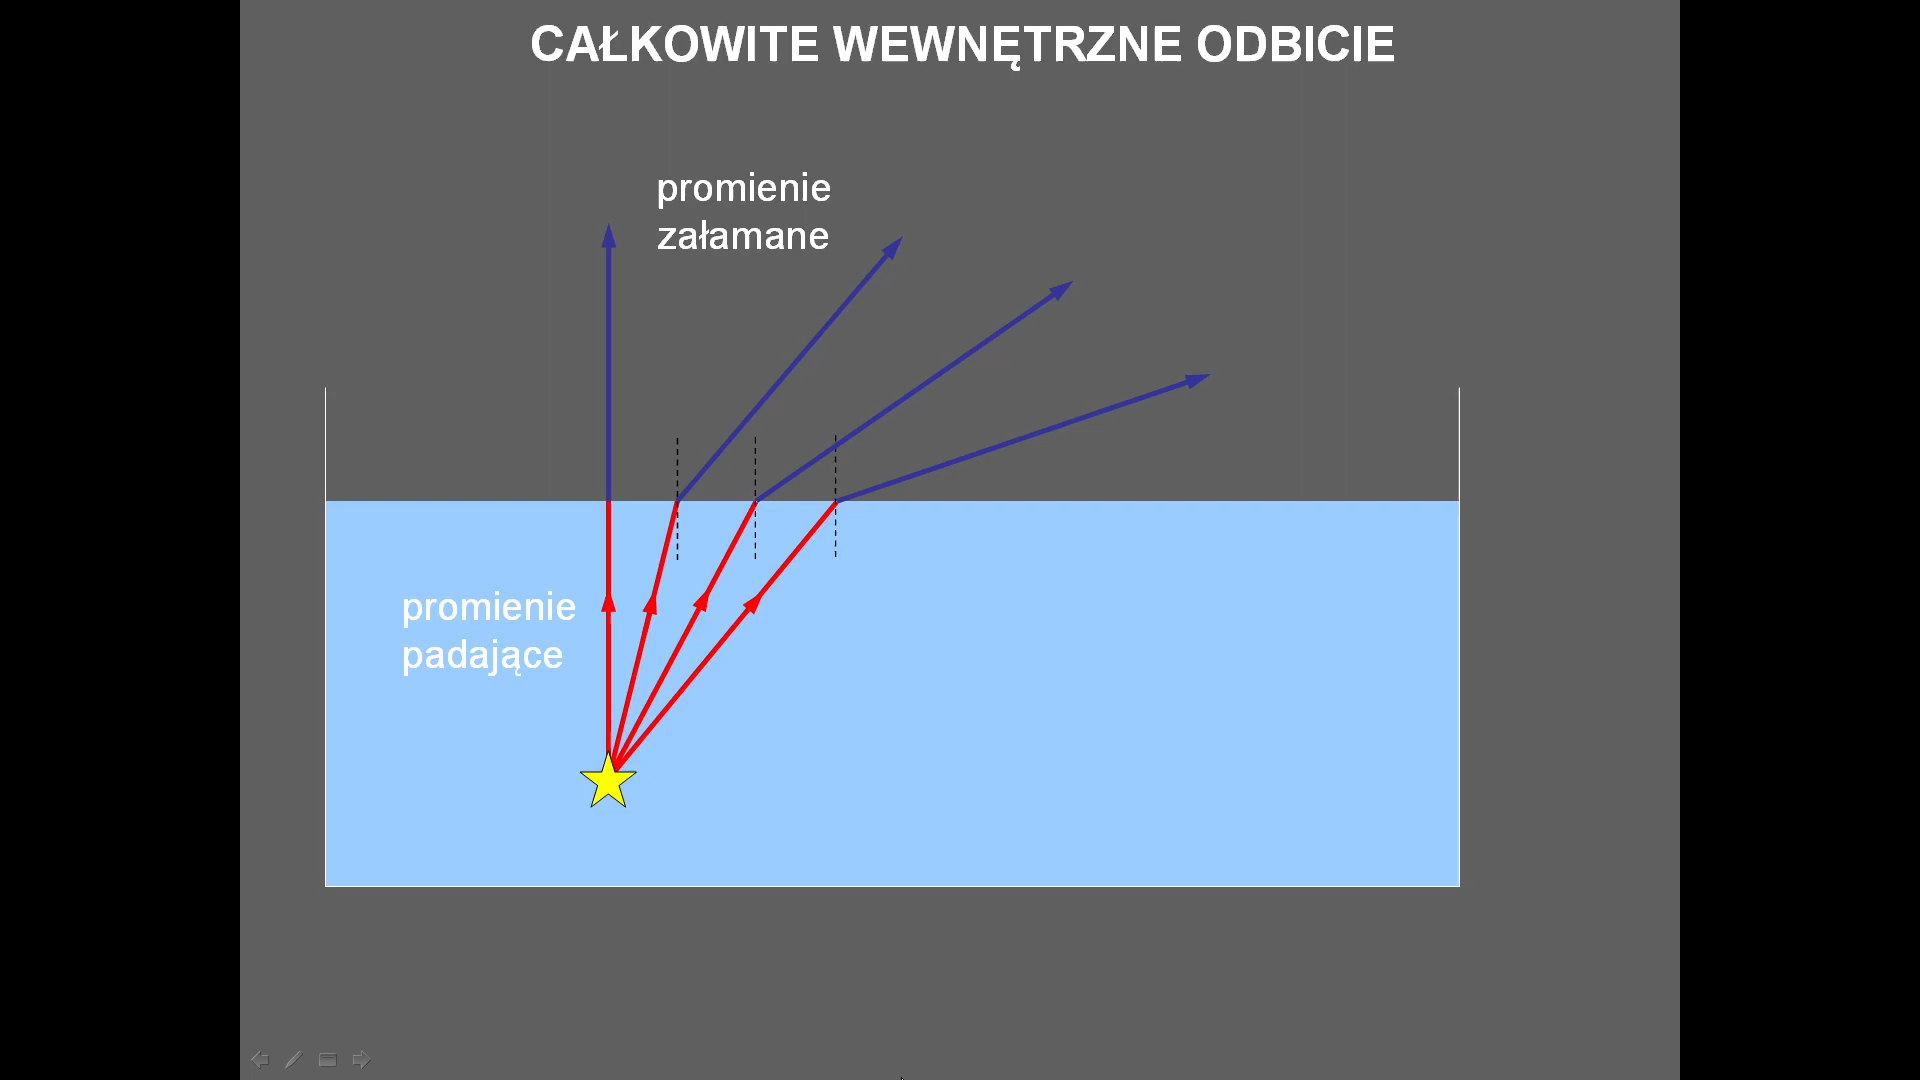 CAŁKOWITE WEWNĘTRZNE ODBICIE
promienie
załamane
promienie
padające